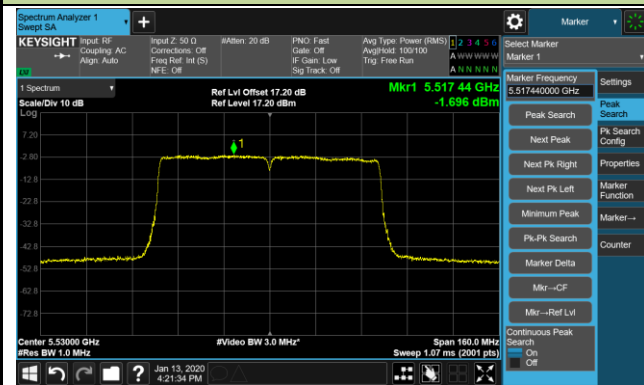 Spectrum Analyzer 1
Swept SA
+
Marker
KEYSIGHT
Input: RF
Coupling: AC
Align: Auto
Input Z: 50 Ω
Corrections: Off
Freq Ref: Int (S)
NFE: Off
#Atten: 20 dB
PNO: Fast
Gate: Off
IF Gain: Low
Sig Track: Off
Avg Type: Power (RMS)
Avg|Hold: 100/100
Trig: Free Run
1 2 3 4 5 6
A W W W W W
A N N N N N
Select Marker
Marker 1
1 Spectrum
Scale/Div 10 dB
Log
Ref Lvl Offset 17.20 dB
Ref Level 17.20 dBm
Mkr1 5.517 44 GHz
-1.696 dBm
1
7.20
-2.80
-12.8
-22.8
-32.8
-42.8
-52.8
-62.8
-72.8
Center 5.53000 GHz
#Res BW 1.0 MHz
#Video BW 3.0 MHz*
Span 160.0 MHz
Sweep 1.07 ms (2001 pts)
Marker Frequency
5.517440000 GHz
Peak Search
Next Peak
Next Pk Right
Next Pk Left
Minimum Peak
Pk-Pk Search
Marker Delta
Mkr→CF
Mkr→Ref Lvl
Continuous Peak
Search
On
Off
Settings
Peak
Search
Pk Search
Config
Properties
Marker
Function
Marker→
Counter
?
Jan 13, 2020
4:21:34 PM